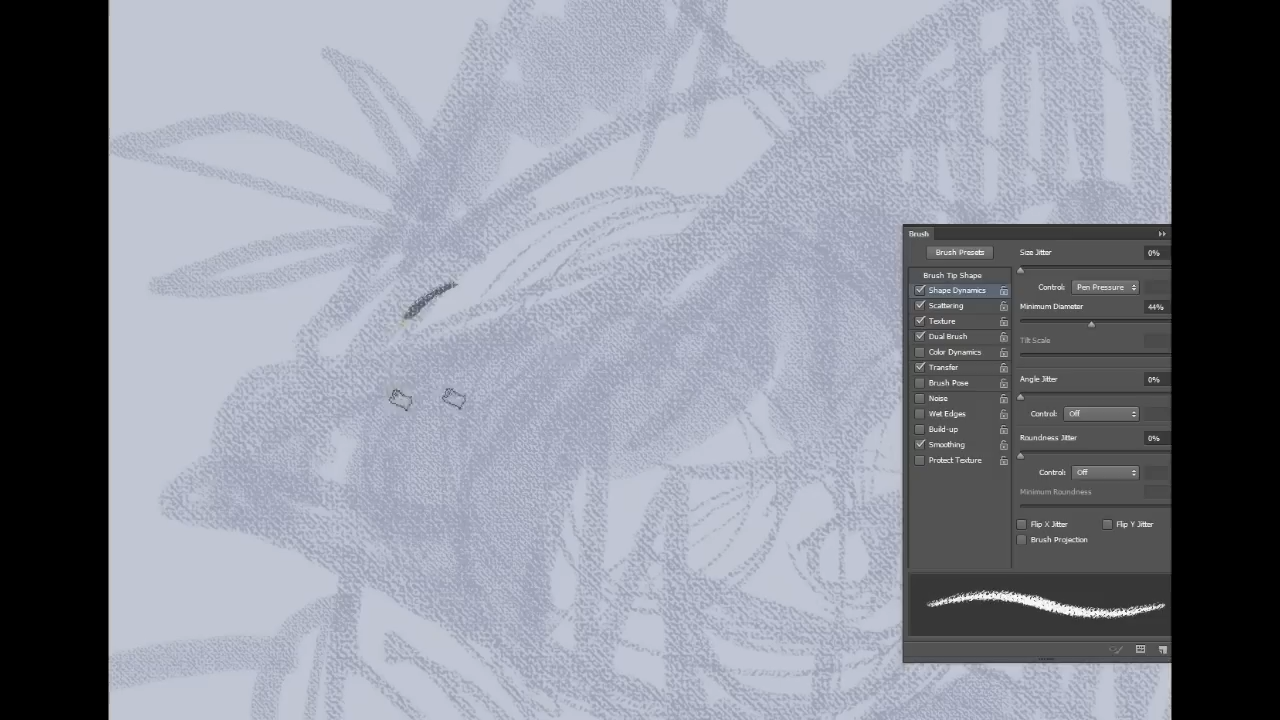 Brush
Brush Presets
Size Jitter 0%
Brush Tip Shape
Shape Dynamics
Control: Pen Pressure
Scattering
Minimum Diameter 44%
Texture
Dual Brush
Tilt Scale
Color Dynamics
Transfer
Angle Jitter 0%
Brush Pose
Noise
Wet Edges
Control: Off
Build-up
Roundness Jitter 0%
Smoothing
Protect Texture
Control: Off
Minimum Roundness
Flip X Jitter Flip Y Jitter
Brush Projection